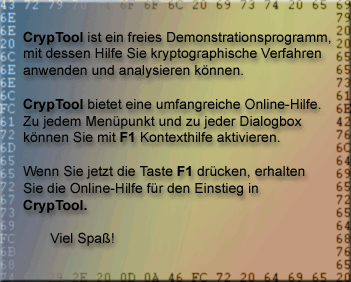 43 72 79 6F 6F 6C 20 69 73 74 20 65
CrypTool ist ein freies Demonstrationsprogramm,
mit dessen Hilfe Sie kryptographische Verfahren
anwenden und analysieren können.
CrypTool bietet eine umfangreiche Online-Hilfe.
Zu jedem Menüpunkt und zu jeder Dialogbox
können Sie mit F1 Kontexthilfe aktivieren.
Wenn Sie jetzt die Taste F1 drücken, erhalten
Sie die Online-Hilfe für den Einstieg in
CrypTool.
Viel Spaß!
2E 20 0D 0A 46 FC 72 20 64 69 65 20